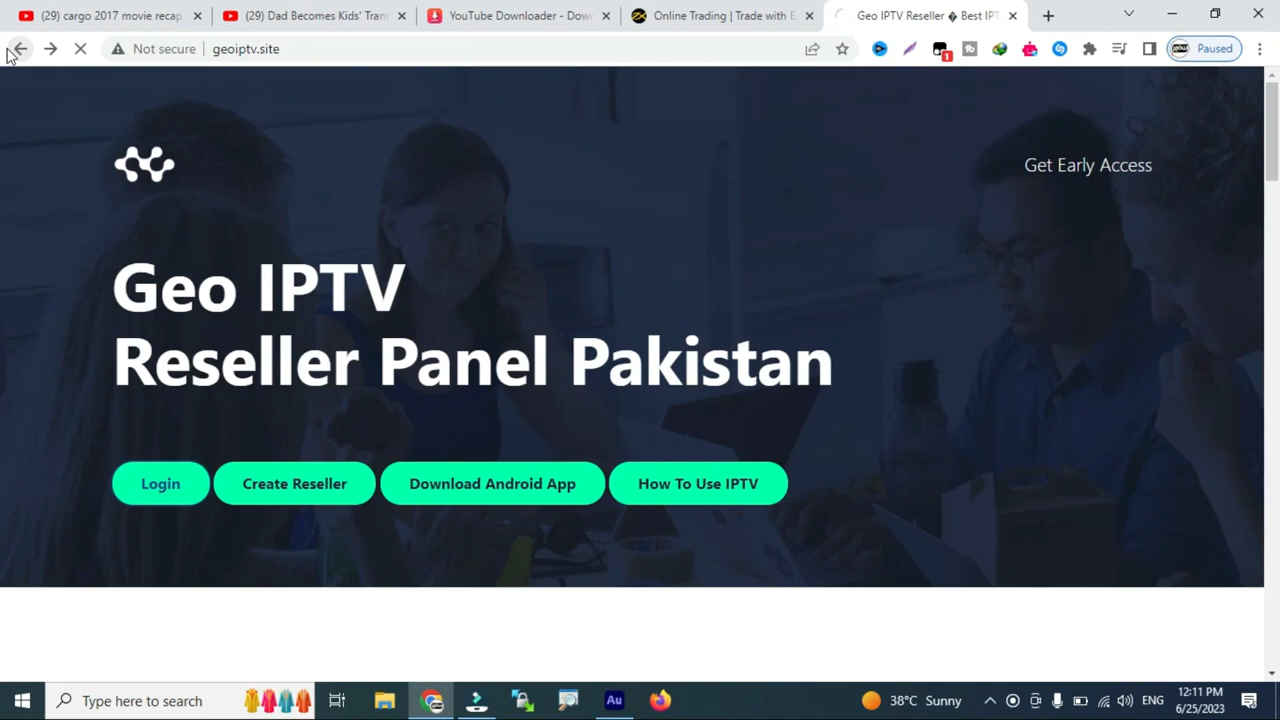 (29) cargo 2017 movie recap
(29) Dad Becomes Kids' Tran
YouTube Downloader - Down
Online Trading | Trade with E
Geo IPTV Reseller � Best IPT
Not secure
geoiptv.site
1
Paused
Get Early Access
Geo IPTV
Reseller Panel Pakistan
Login
Create Reseller
Download Android App
How To Use IPTV
Type here to search
Au
38°C Sunny
ENG
12:11 PM
6/25/2023